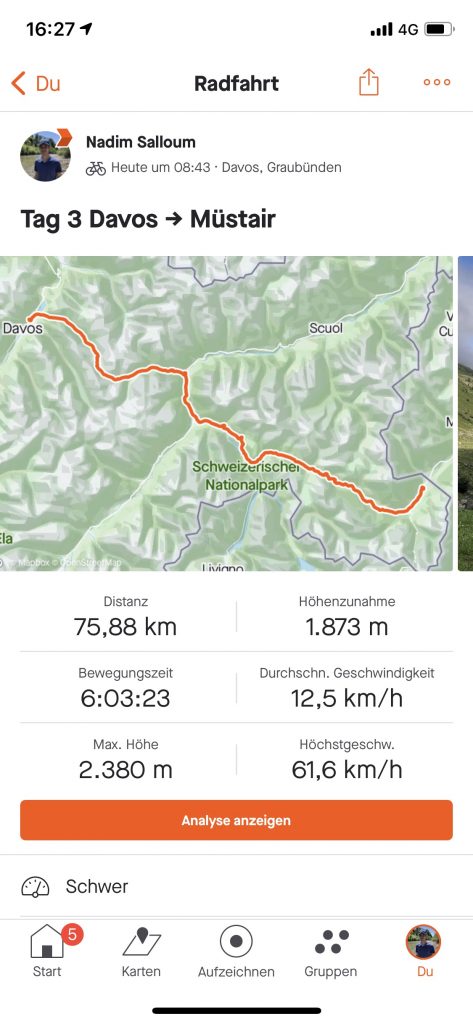 16:27
4G
Du
Radfahrt
Nadim Salloum
Heute um 08:43 · Davos, Graubünden
Tag 3 Davos → Müstair
Davos
Scuol
V
Cu
M
Schweizerischer
Nationalpark
Ela
Livigno
Mapbox © OpenStreetMap
Distanz
75,88 km
Höhenzunahme
1.873 m
Bewegungszeit
6:03:23
Durchschn. Geschwindigkeit
12,5 km/h
Max. Höhe
2.380 m
Höchstgeschw.
61,6 km/h
Analyse anzeigen
Schwer
5
Start
Karten
Aufzeichnen
Gruppen
Du